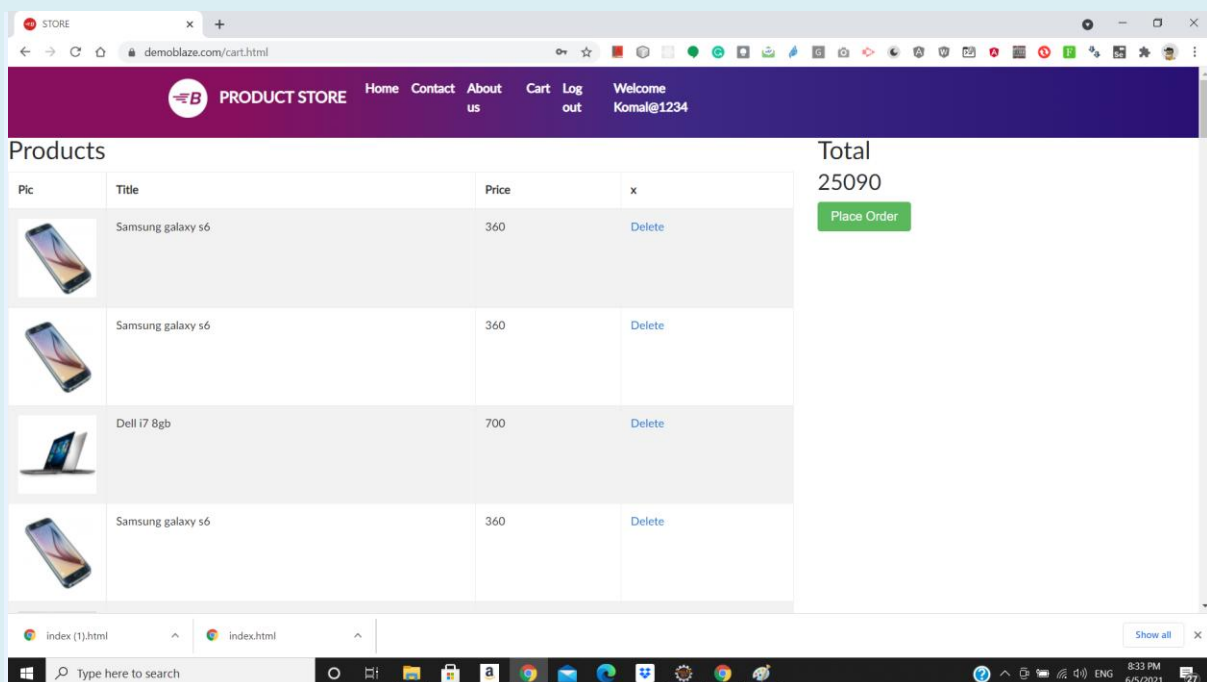 STORE
demoblaze.com/cart.html
PRODUCT STORE
Home Contact About us Cart Log out Welcome Komal@1234
Products
Total
25090
Place Order
Pic Title Price x
Samsung galaxy s6 360 Delete
Samsung galaxy s6 360 Delete
Dell i7 8gb 700 Delete
Samsung galaxy s6 360 Delete
index (1).html
index.html
Show all
Type here to search
ENG
8:33 PM
6/5/2021
27